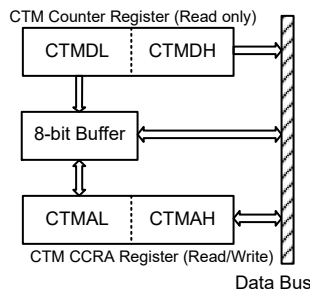 CTM Counter Register (Read only)
CTMDL CTMDH
8-bit Buffer
CTMAL CTMAH
CTM CCRA Register (Read/Write)
Data Bus